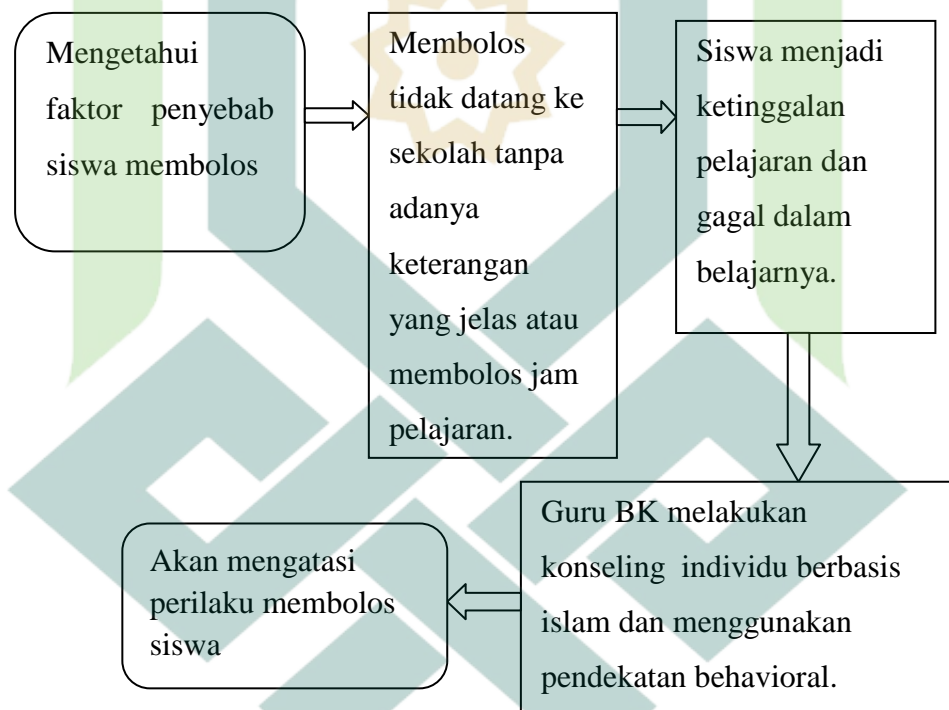 Mengetahui
faktor penyebab
siswa membolos
Membolos
tidak datang ke
sekolah tanpa
adanya
keterangan
yang jelas atau
membolos jam
pelajaran.
Siswa menjadi
ketinggalan
pelajaran dan
gagal dalam
belajarnya.
Guru BK melakukan
konseling individu berbasis
islam dan menggunakan
pendekatan behavioral.
Akan mengatasi
perilaku membolos
siswa